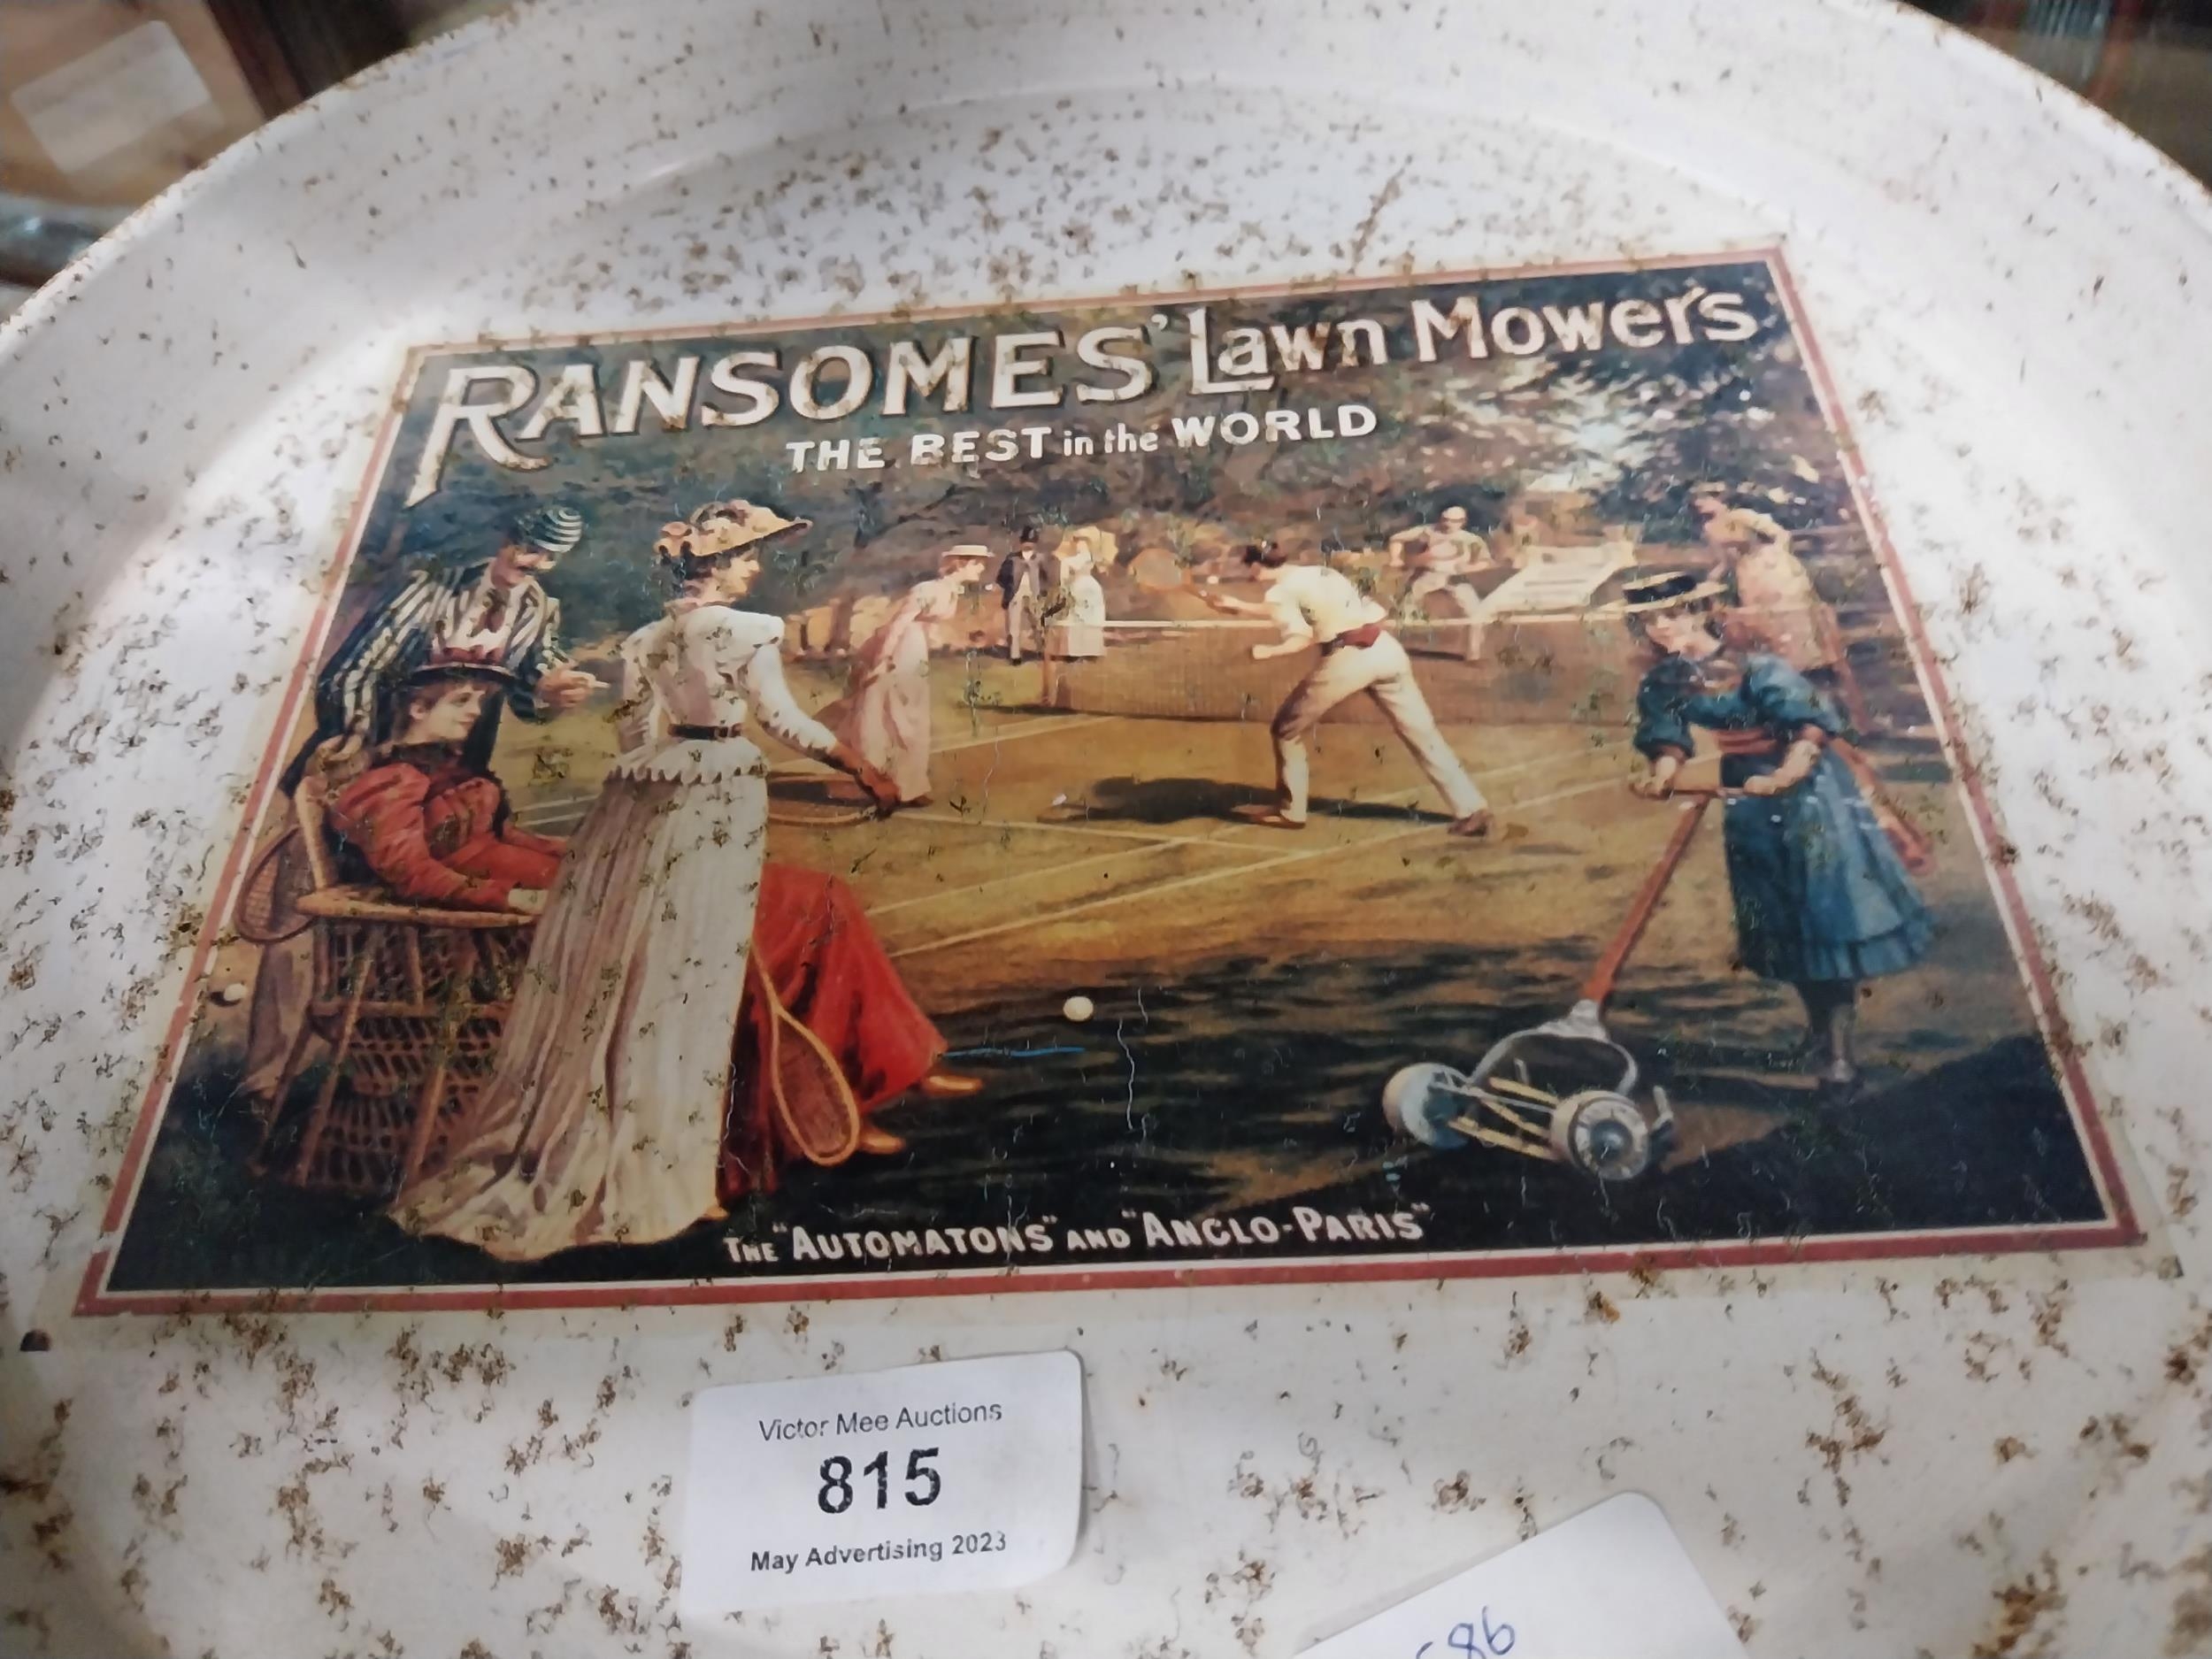 RANSOMES' Lawn Mowers
THE BEST in the WORLD
THE "AUTOMATONS" AND "ANGLO-PARIS"
Victor Mee Auctions
815
May Advertising 2023